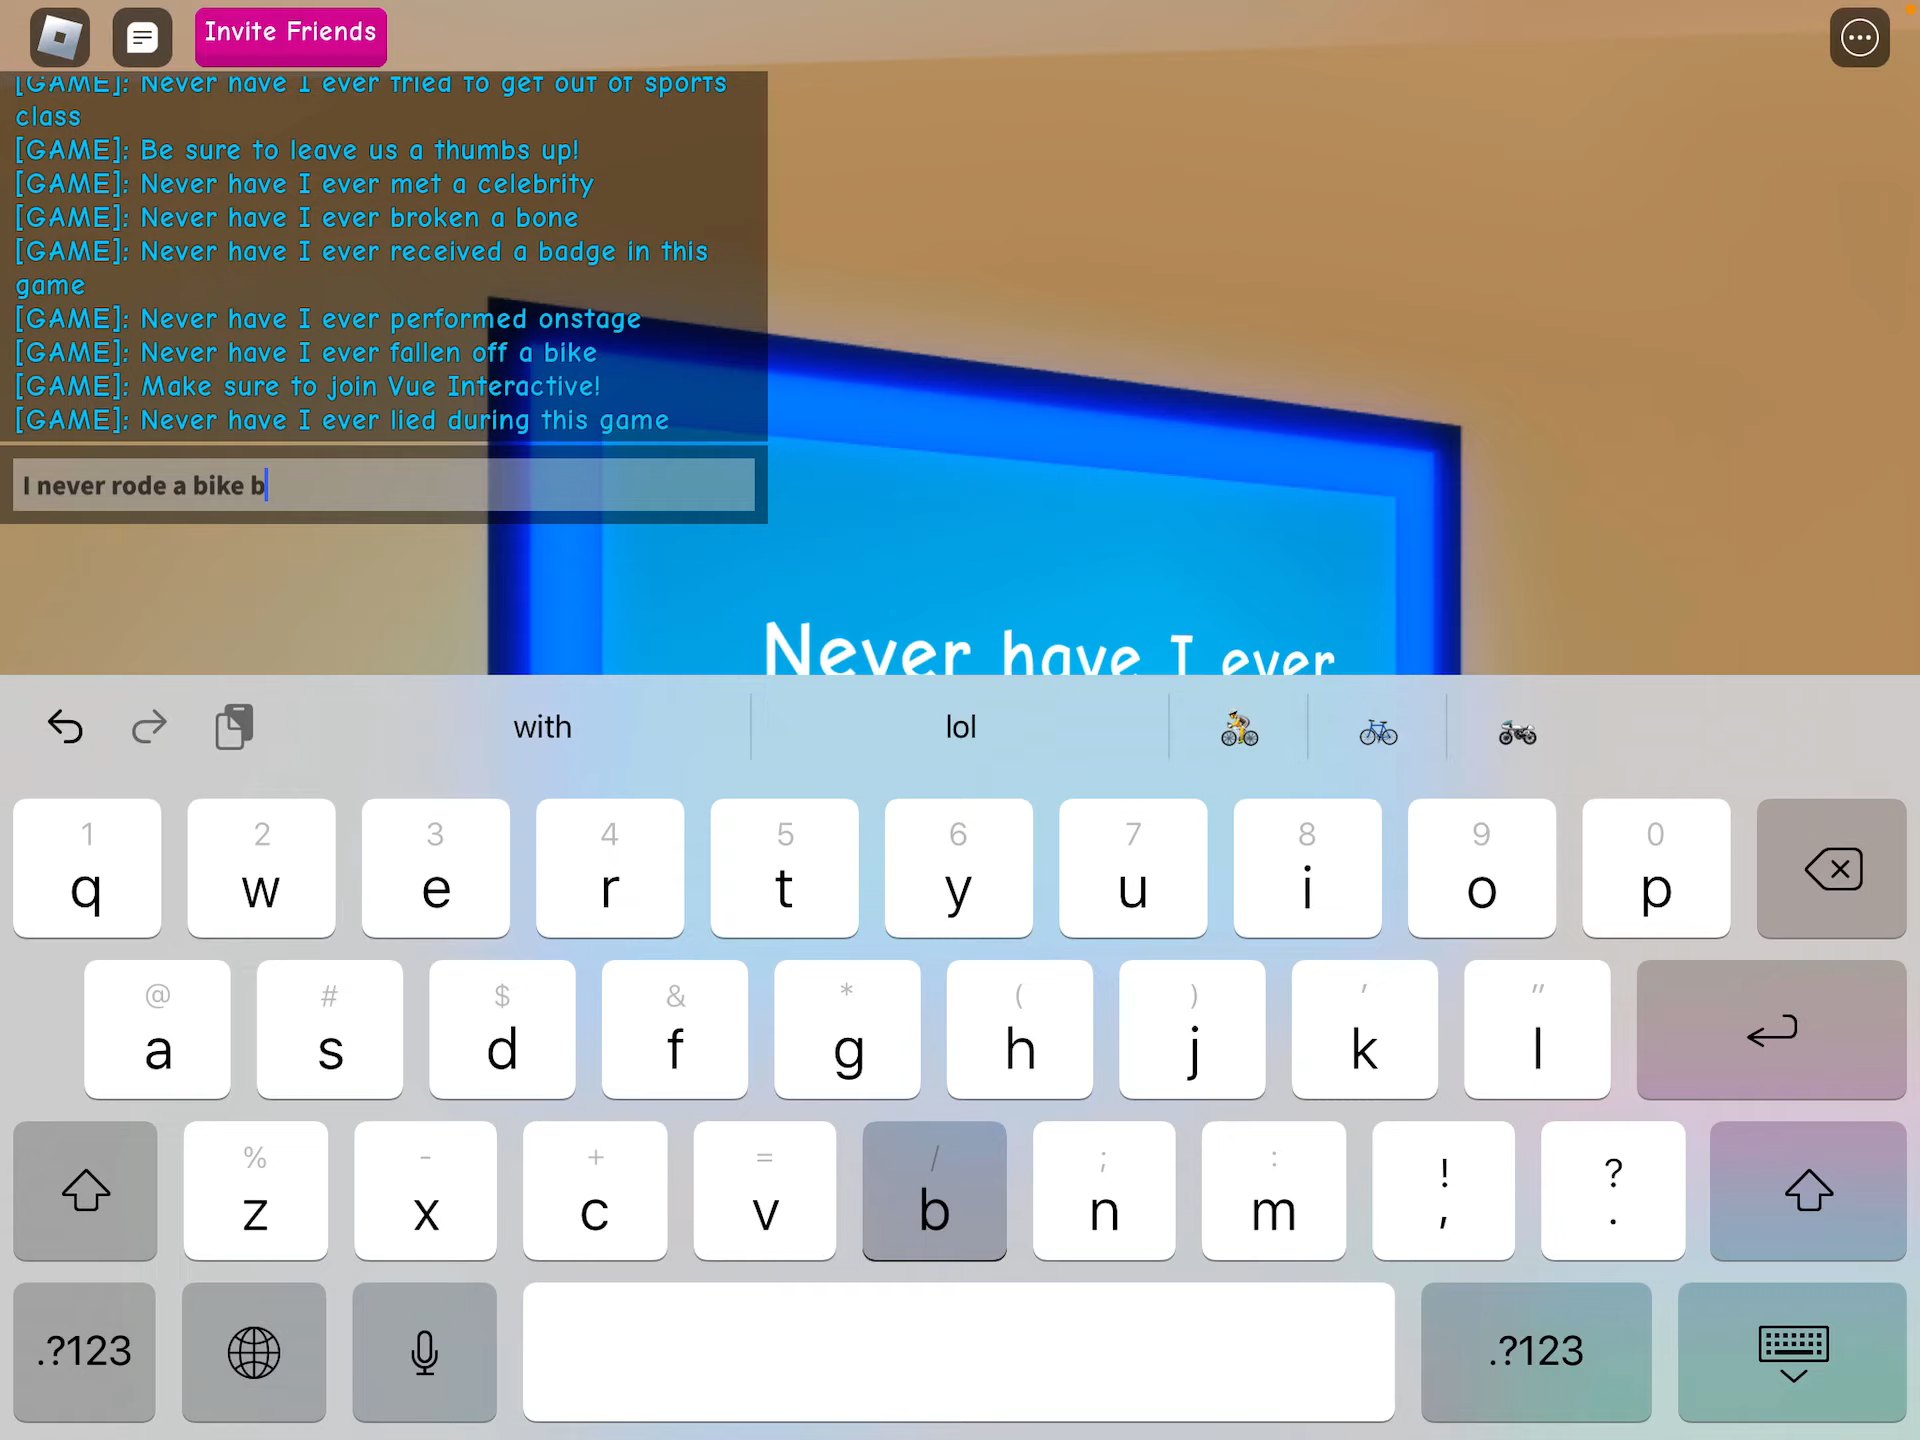 Invite Friends
[GAME]: Never have I ever tried to get out of sports
class
[GAME]: Be sure to leave us a thumbs up!
[GAME]: Never have I ever met a celebrity
[GAME]: Never have I ever broken a bone
[GAME]: Never have I ever received a badge in this
game
[GAME]: Never have I ever performed onstage
[GAME]: Never have I ever fallen off a bike
[GAME]: Make sure to join Vue Interactive!
[GAME]: Never have I ever lied during this game
I never rode a bike b
Never have I ever
with lol
1 2 3 4 5 6 7 8 9 0
q w e r t y u i o p
@ # $ & * ( ) ' "
a s d f g h j k l
% - + = / ; : ! ?
z x c v b n m , .
.?123 .?123